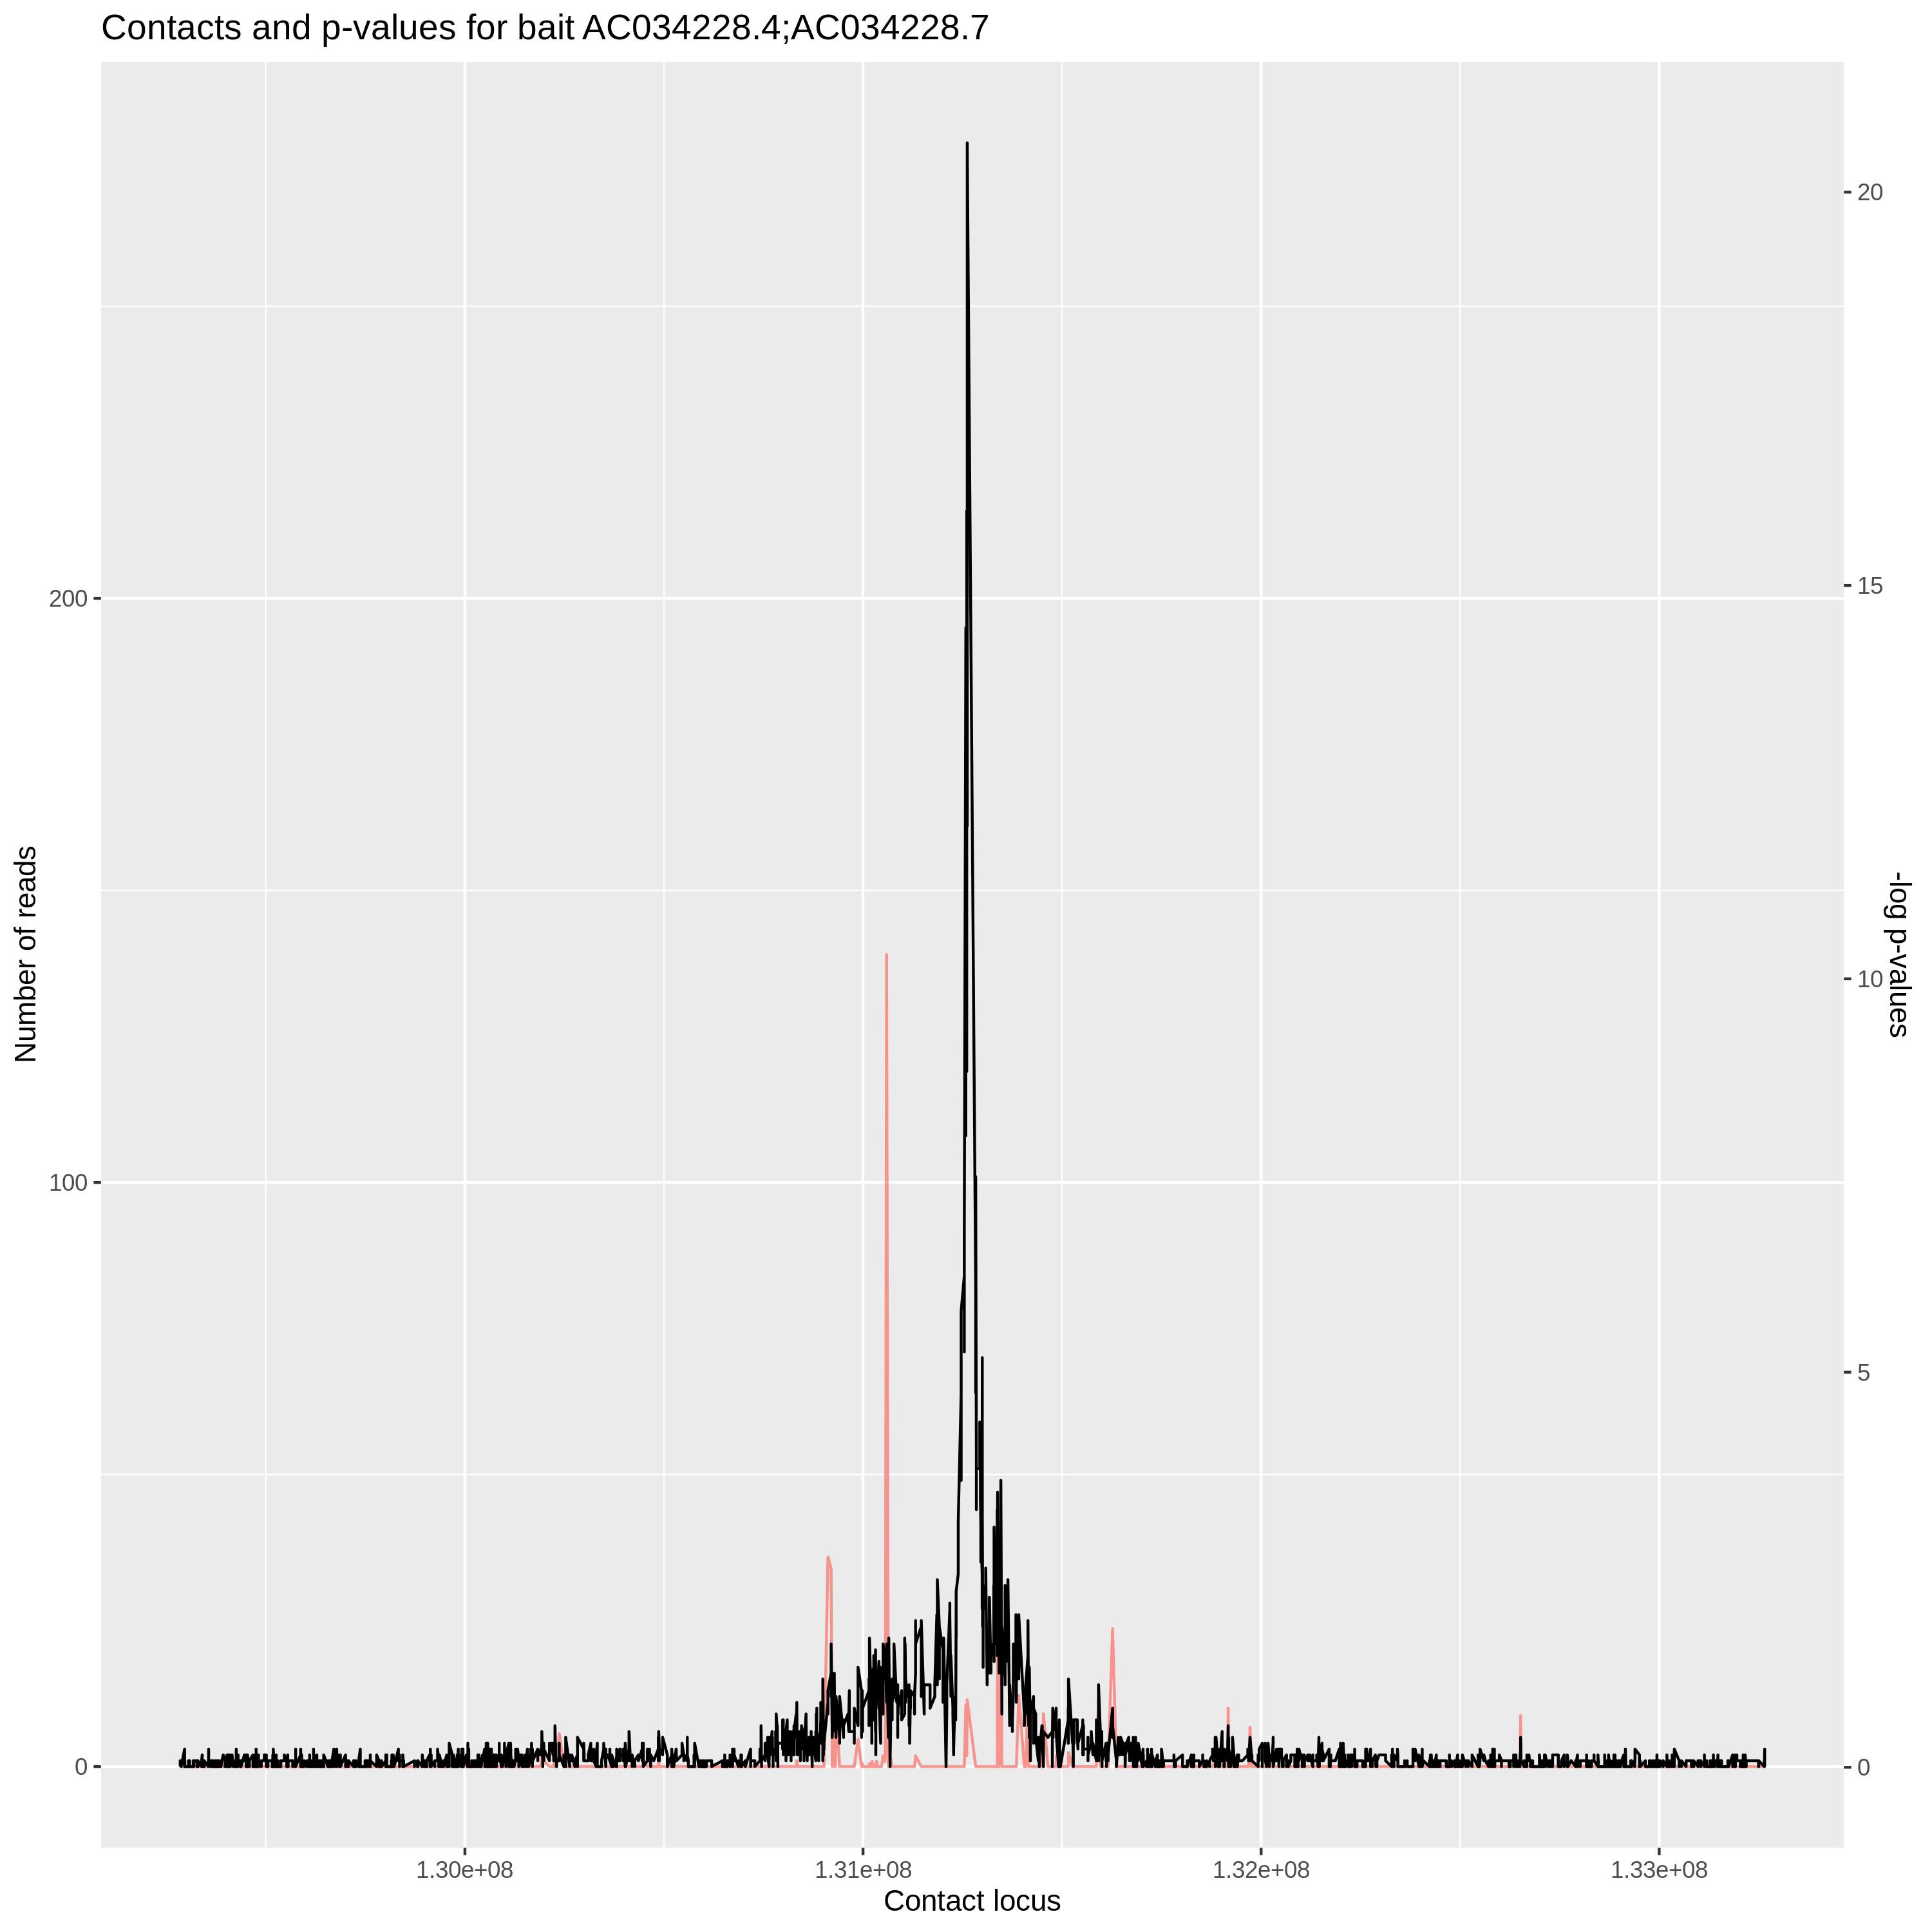 Contacts and p-values for bait AC034228.4;AC034228.7
20
200
15
Number of reads
-log p-values
10
100
5
0
0
1.30e+08
1.31e+08
1.32e+08
1.33e+08
Contact locus